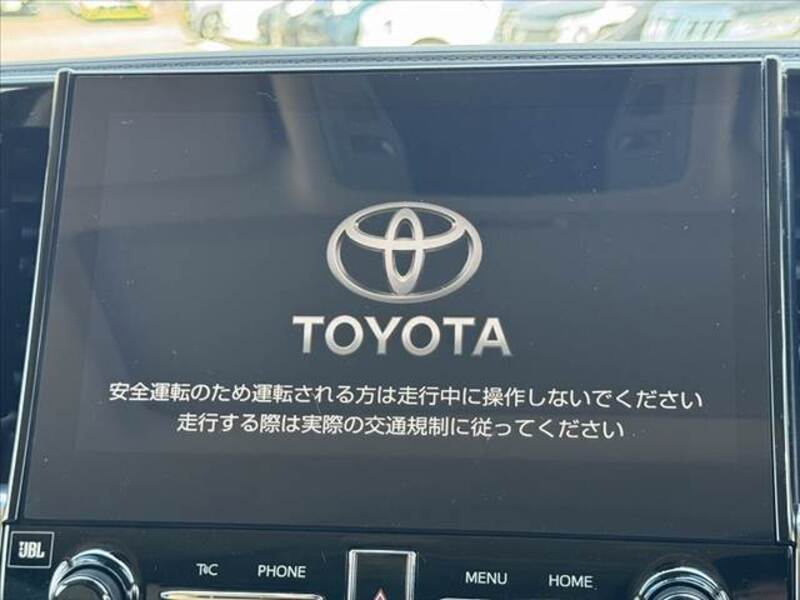 TOYOTA
安全運転のため運転される方は走行中に操作しないでください
走行する際は実際の交通規制に従ってください
JBL
T℃ PHONE MENU HOME